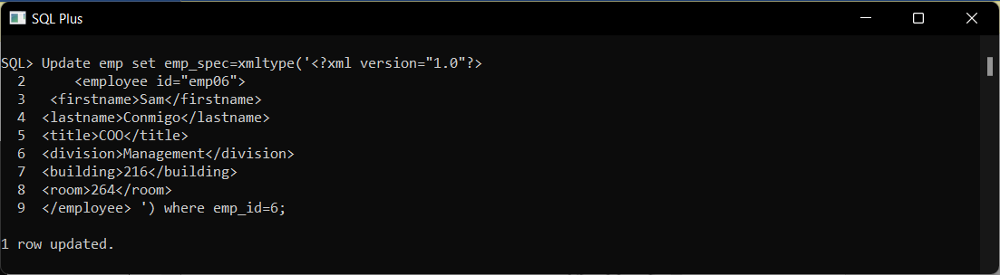 SQL Plus
SQL> Update emp set emp_spec=xmltype('<?xml version="1.0"?>
  2      <employee id="emp06">
  3   <firstname>Sam</firstname>
  4  <lastname>Conmigo</lastname>
  5  <title>COO</title>
  6  <division>Management</division>
  7  <building>216</building>
  8  <room>264</room>
  9  </employee> ') where emp_id=6;
1 row updated.